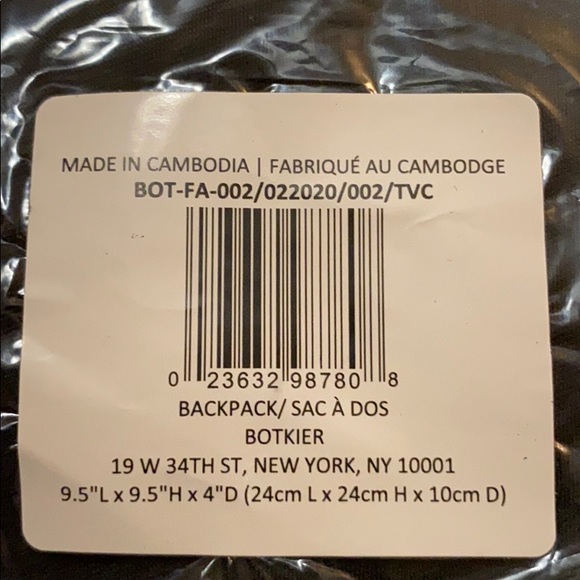 MADE IN CAMBODIA | FABRIQUÉ AU CAMBODGE
BOT-FA-002/022020/002/TVC
0 23632 98780 8
BACKPACK/ SAC À DOS
BOTKIER
19 W 34TH ST, NEW YORK, NY 10001
9.5"L x 9.5"H x 4"D (24cm L x 24cm H x 10cm D)